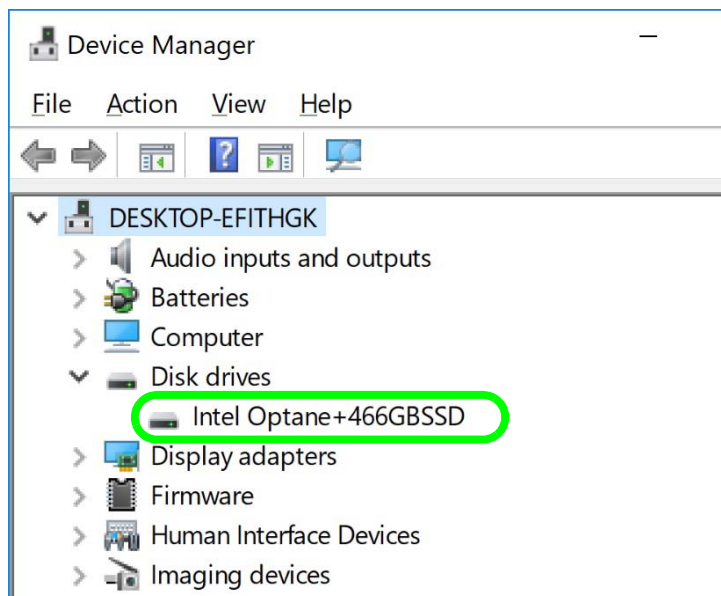 Device Manager
File Action View Help
DESKTOP-EFITHGK
Audio inputs and outputs
Batteries
Computer
Disk drives
Intel Optane+466GBSSD
Display adapters
Firmware
Human Interface Devices
Imaging devices